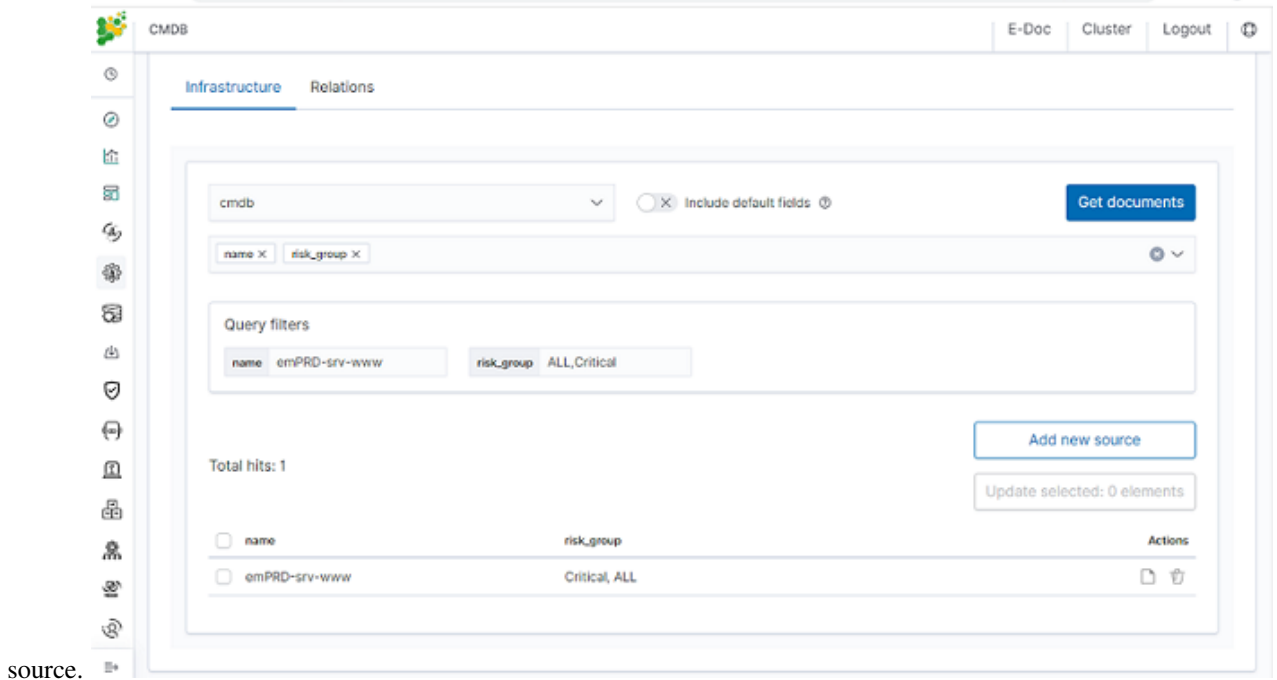 CMDB E-Doc Cluster Logout
Infrastructure Relations
cmdb Include default fields Get documents
name × risk_group ×
Query filters
name emPRD-srv-www risk_group ALL,Critical
Add new source
Total hits: 1
Update selected: 0 elements
name risk_group Actions
emPRD-srv-www Critical, ALL
source.